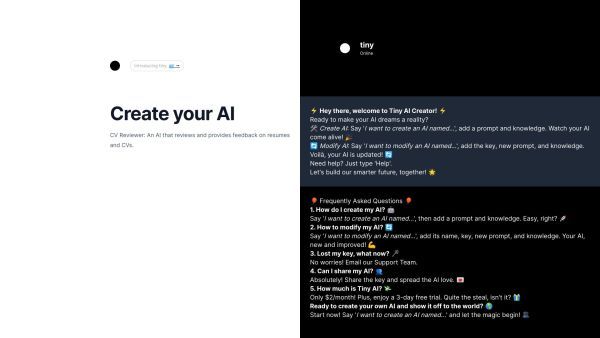 Introducing tiny. 🩵 →
Create your AI
CV Reviewer: An AI that reviews and provides feedback on resumes
and CVs.
tiny
Online
⚡ Hey there, welcome to Tiny AI Creator! ⚡
Ready to make your AI dreams a reality?
🛠️ Create AI: Say 'I want to create an AI named...', add a prompt and knowledge. Watch your AI
come alive! 🎉
🔄 Modify AI: Say 'I want to modify an AI named...', add the key, new prompt, and knowledge.
Voilà, your AI is updated! 🔄
Need help? Just type 'Help'.
Let's build our smarter future, together! 🌟
🎈 Frequently Asked Questions 🎈
1. How do I create my AI? 🤖
Say 'I want to create an AI named...', then add a prompt and knowledge. Easy, right? 🚀
2. How to modify my AI? 🔄
Say 'I want to modify an AI named...', add its name, key, new prompt, and knowledge. Your AI,
new and improved! 💪
3. Lost my key, what now? 🗝️
No worries! Email our Support Team.
4. Can I share my AI? 👥
Absolutely! Share the key and spread the AI love. 💌
5. How much is Tiny AI? 💸
Only $2/month! Plus, enjoy a 3-day free trial. Quite the steal, isn't it? 🎁
Ready to create your own AI and show it off to the world? 🌍
Start now! Say 'I want to create an AI named...' and let the magic begin! 🎩